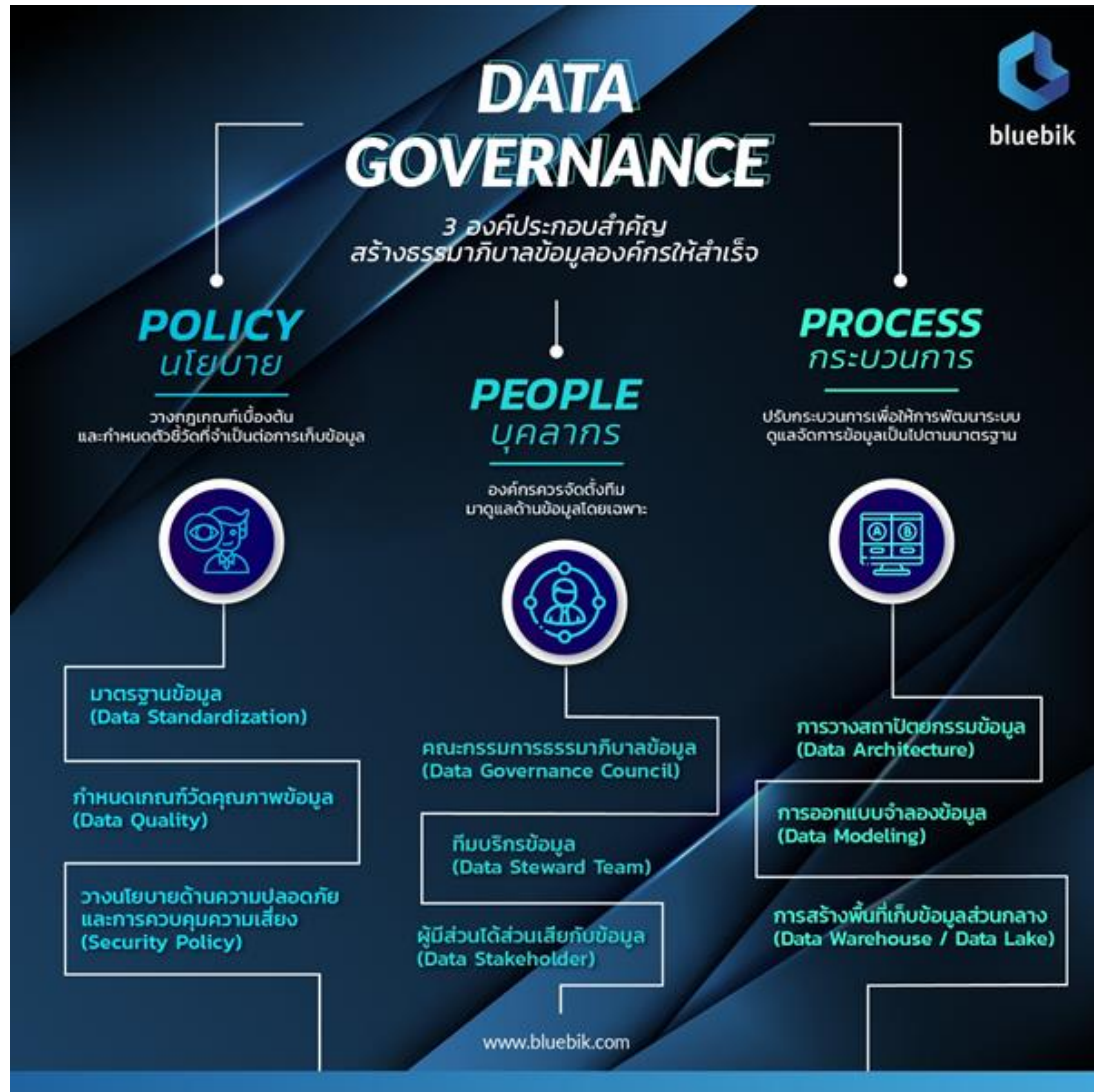 DATA
GOVERNANCE
3 องค์ประกอบสำคัญ
สร้างธรรมาภิบาลข้อมูลองค์กรให้สำเร็จ
bluebik
POLICY
นโยบาย
วางกฎเกณฑ์เบื้องต้น
และกำหนดตัวชี้วัดที่จำเป็นต่อการเก็บข้อมูล
มาตรฐานข้อมูล
(Data Standardization)
กำหนดเกณฑ์วัดคุณภาพข้อมูล
(Data Quality)
วางนโยบายด้านความปลอดภัย
และการควบคุมความเสี่ยง
(Security Policy)
PEOPLE
บุคลากร
องค์กรควรจัดตั้งทีม
มาดูแลด้านข้อมูลโดยเฉพาะ
คณะกรรมการธรรมาภิบาลข้อมูล
(Data Governance Council)
ทีมบริกรข้อมูล
(Data Steward Team)
ผู้มีส่วนได้ส่วนเสียกับข้อมูล
(Data Stakeholder)
PROCESS
กระบวนการ
ปรับกระบวนการเพื่อให้การพัฒนาระบบ
ดูแลจัดการข้อมูลเป็นไปตามมาตรฐาน
A B
การวางสถาปัตยกรรมข้อมูล
(Data Architecture)
การออกแบบจำลองข้อมูล
(Data Modeling)
การสร้างพื้นที่เก็บข้อมูลส่วนกลาง
(Data Warehouse / Data Lake)
www.bluebik.com